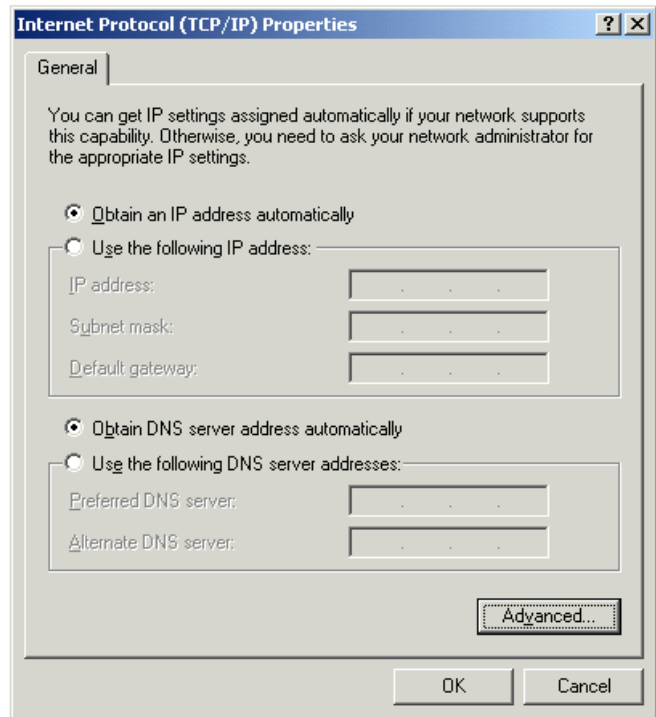 Internet Protocol (TCP/IP) Properties
General
You can get IP settings assigned automatically if your network supports
this capability. Otherwise, you need to ask your network administrator for
the appropriate IP settings.
Obtain an IP address automatically
Use the following IP address:
IP address:
Subnet mask:
Default gateway:
Obtain DNS server address automatically
Use the following DNS server addresses:
Preferred DNS server:
Alternate DNS server:
Advanced...
OK Cancel